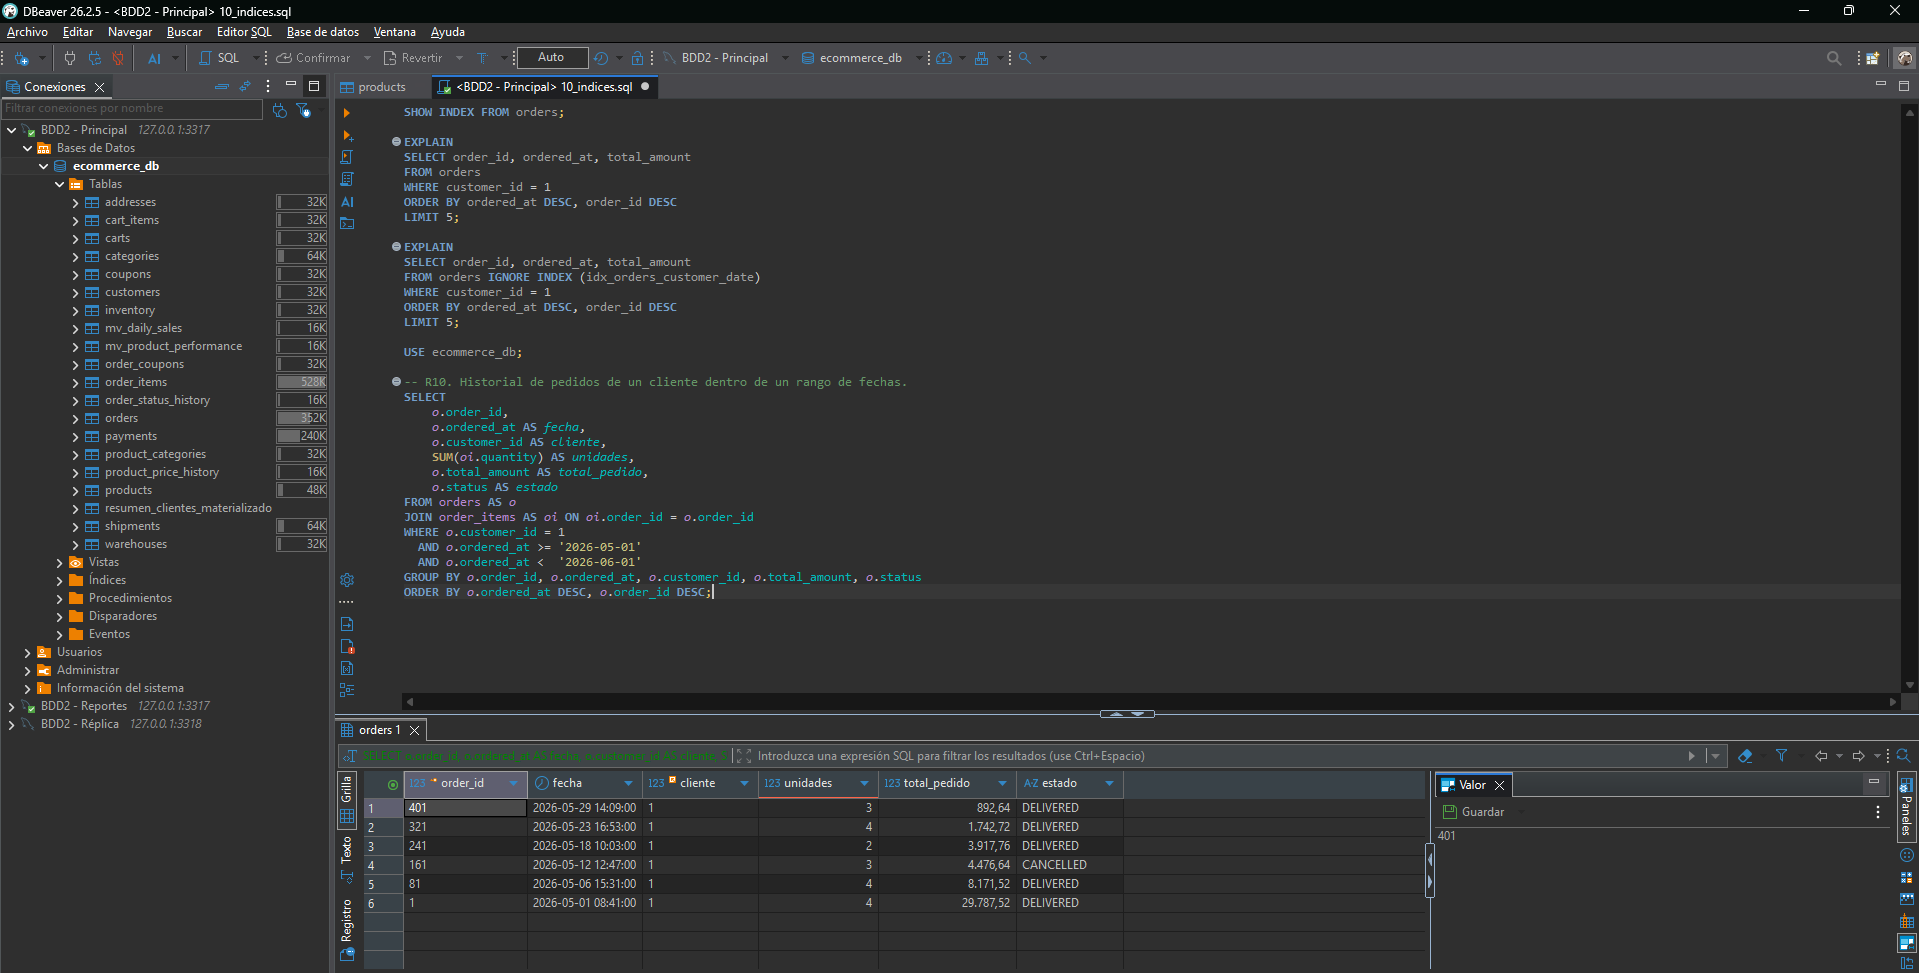 DBeaver 26.2.5 - <BDD2 - Principal> 10_indices.sql
Archivo Editar Navegar Buscar Editor SQL Base de datos Ventana Ayuda
AI SQL Confirmar Revertir Auto BDD2 - Principal ecommerce_db
Conexiones
Filtrar conexiones por nombre
BDD2 - Principal 127.0.0.1:3317
Bases de Datos
ecommerce_db
Tablas
addresses 32K
cart_items 32K
carts 32K
categories 64K
coupons 32K
customers 32K
inventory 32K
mv_daily_sales 16K
mv_product_performance 16K
order_coupons 32K
order_items 528K
order_status_history 16K
orders 352K
payments 240K
product_categories 32K
product_price_history 16K
products 48K
resumen_clientes_materializado
shipments 64K
warehouses 32K
Vistas
Índices
Procedimientos
Disparadores
Eventos
Usuarios
Administrar
Información del sistema
BDD2 - Reportes 127.0.0.1:3317
BDD2 - Réplica 127.0.0.1:3318
products
<BDD2 - Principal> 10_indices.sql
AI
SHOW INDEX FROM orders;
EXPLAIN
SELECT order_id, ordered_at, total_amount
FROM orders
WHERE customer_id = 1
ORDER BY ordered_at DESC, order_id DESC
LIMIT 5;
EXPLAIN
SELECT order_id, ordered_at, total_amount
FROM orders IGNORE INDEX (idx_orders_customer_date)
WHERE customer_id = 1
ORDER BY ordered_at DESC, order_id DESC
LIMIT 5;
USE ecommerce_db;
-- R10. Historial de pedidos de un cliente dentro de un rango de fechas.
SELECT
o.order_id,
o.ordered_at AS fecha,
o.customer_id AS cliente,
SUM(oi.quantity) AS unidades,
o.total_amount AS total_pedido,
o.status AS estado
FROM orders AS o
JOIN order_items AS oi ON oi.order_id = o.order_id
WHERE o.customer_id = 1
AND o.ordered_at >= '2026-05-01'
AND o.ordered_at < '2026-06-01'
GROUP BY o.order_id, o.ordered_at, o.customer_id, o.total_amount, o.status
ORDER BY o.ordered_at DESC, o.order_id DESC;
orders 1
SELECT o.order_id, o.ordered_at AS fecha, o.customer_id AS cliente, S
Introduzca una expresión SQL para filtrar los resultados (use Ctrl+Espacio)
Grilla
Texto
Registro
123 order_id fecha 123 cliente 123 unidades 123 total_pedido A-Z estado
1 401 2026-05-29 14:09:00 1 3 892,64 DELIVERED
2 321 2026-05-23 16:53:00 1 4 1.742,72 DELIVERED
3 241 2026-05-18 10:03:00 1 2 3.917,76 DELIVERED
4 161 2026-05-12 12:47:00 1 3 4.476,64 CANCELLED
5 81 2026-05-06 15:31:00 1 4 8.171,52 DELIVERED
6 1 2026-05-01 08:41:00 1 4 29.787,52 DELIVERED
Valor
Guardar
401
Paneles